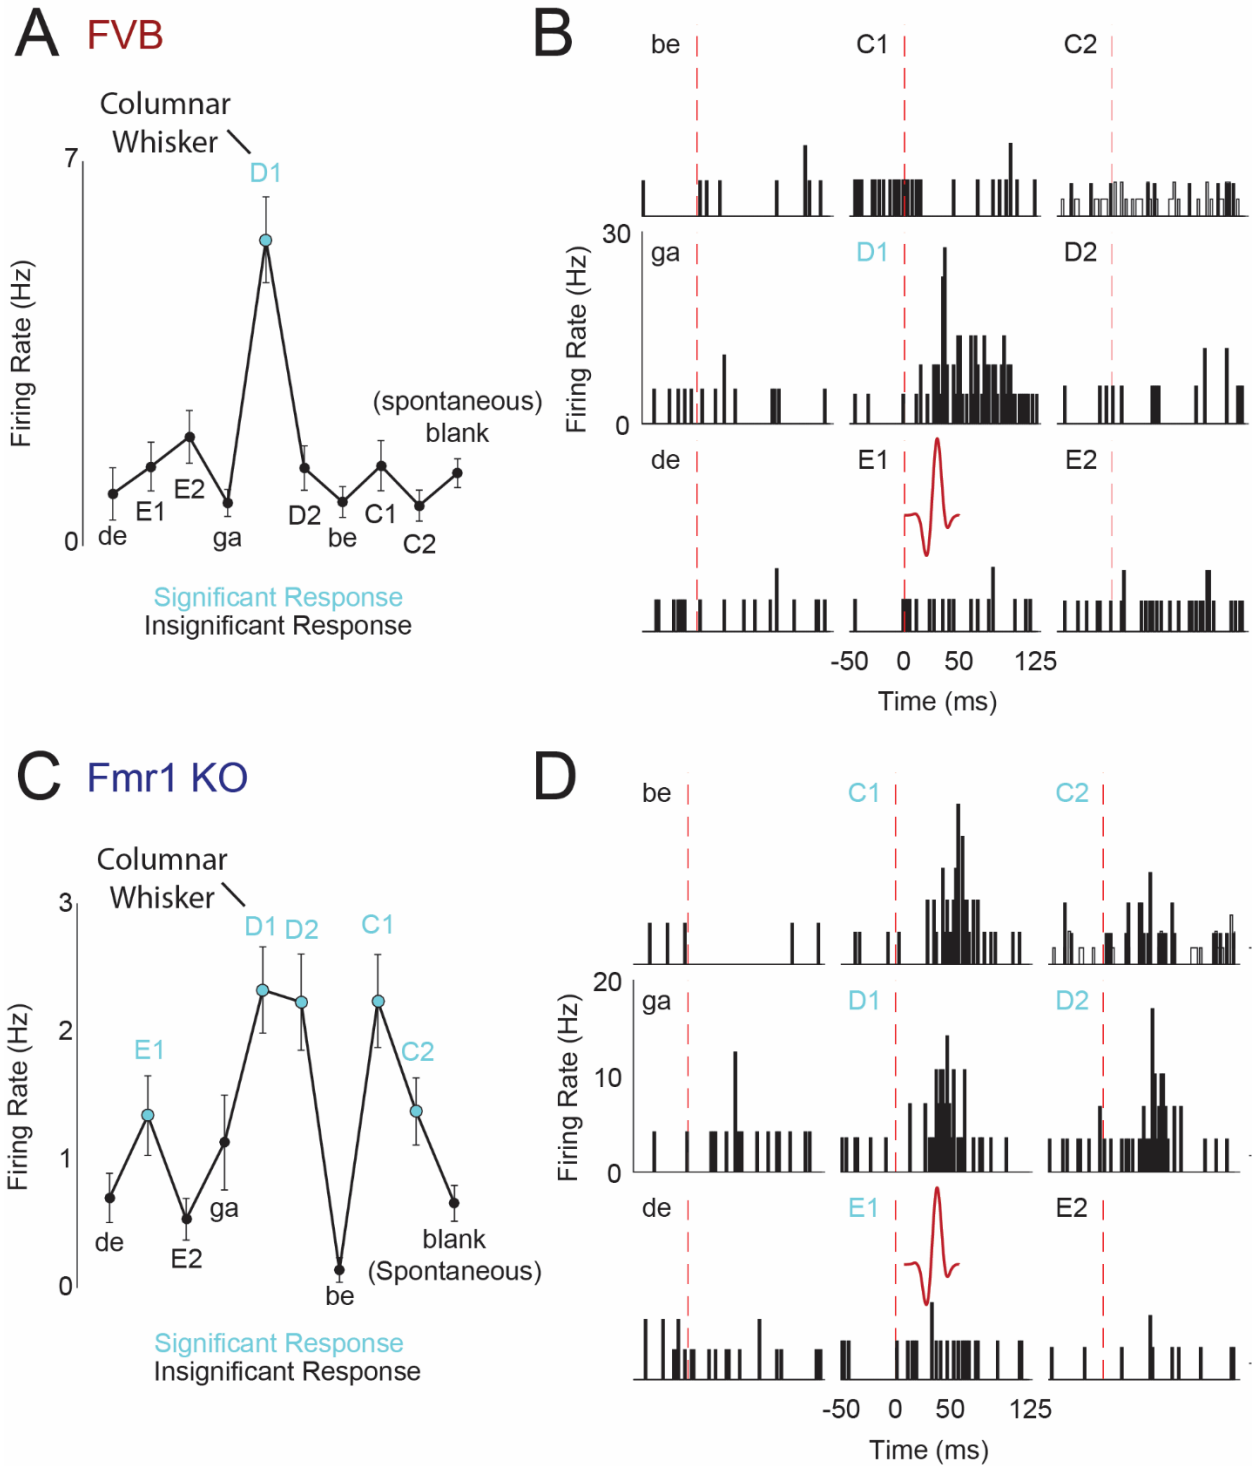 A FVB
Columnar
Whisker
7
D1
Firing Rate (Hz)
(spontaneous)
blank
E1
E2
D2
C1
0
de
ga
be
C2
Significant Response
Insignificant Response
B
be
C1
C2
30
ga
D1
D2
Firing Rate (Hz)
0
de
E1
E2
-50 0 50 125
Time (ms)
C Fmr1 KO
Columnar
Whisker
3
D1 D2 C1
2
E1
C2
Firing Rate (Hz)
1
ga
de
E2
blank
(Spontaneous)
0
be
Significant Response
Insignificant Response
D
be
C1
C2
20
ga
D1
D2
Firing Rate (Hz)
10
0
de
E1
E2
-50 0 50 125
Time (ms)